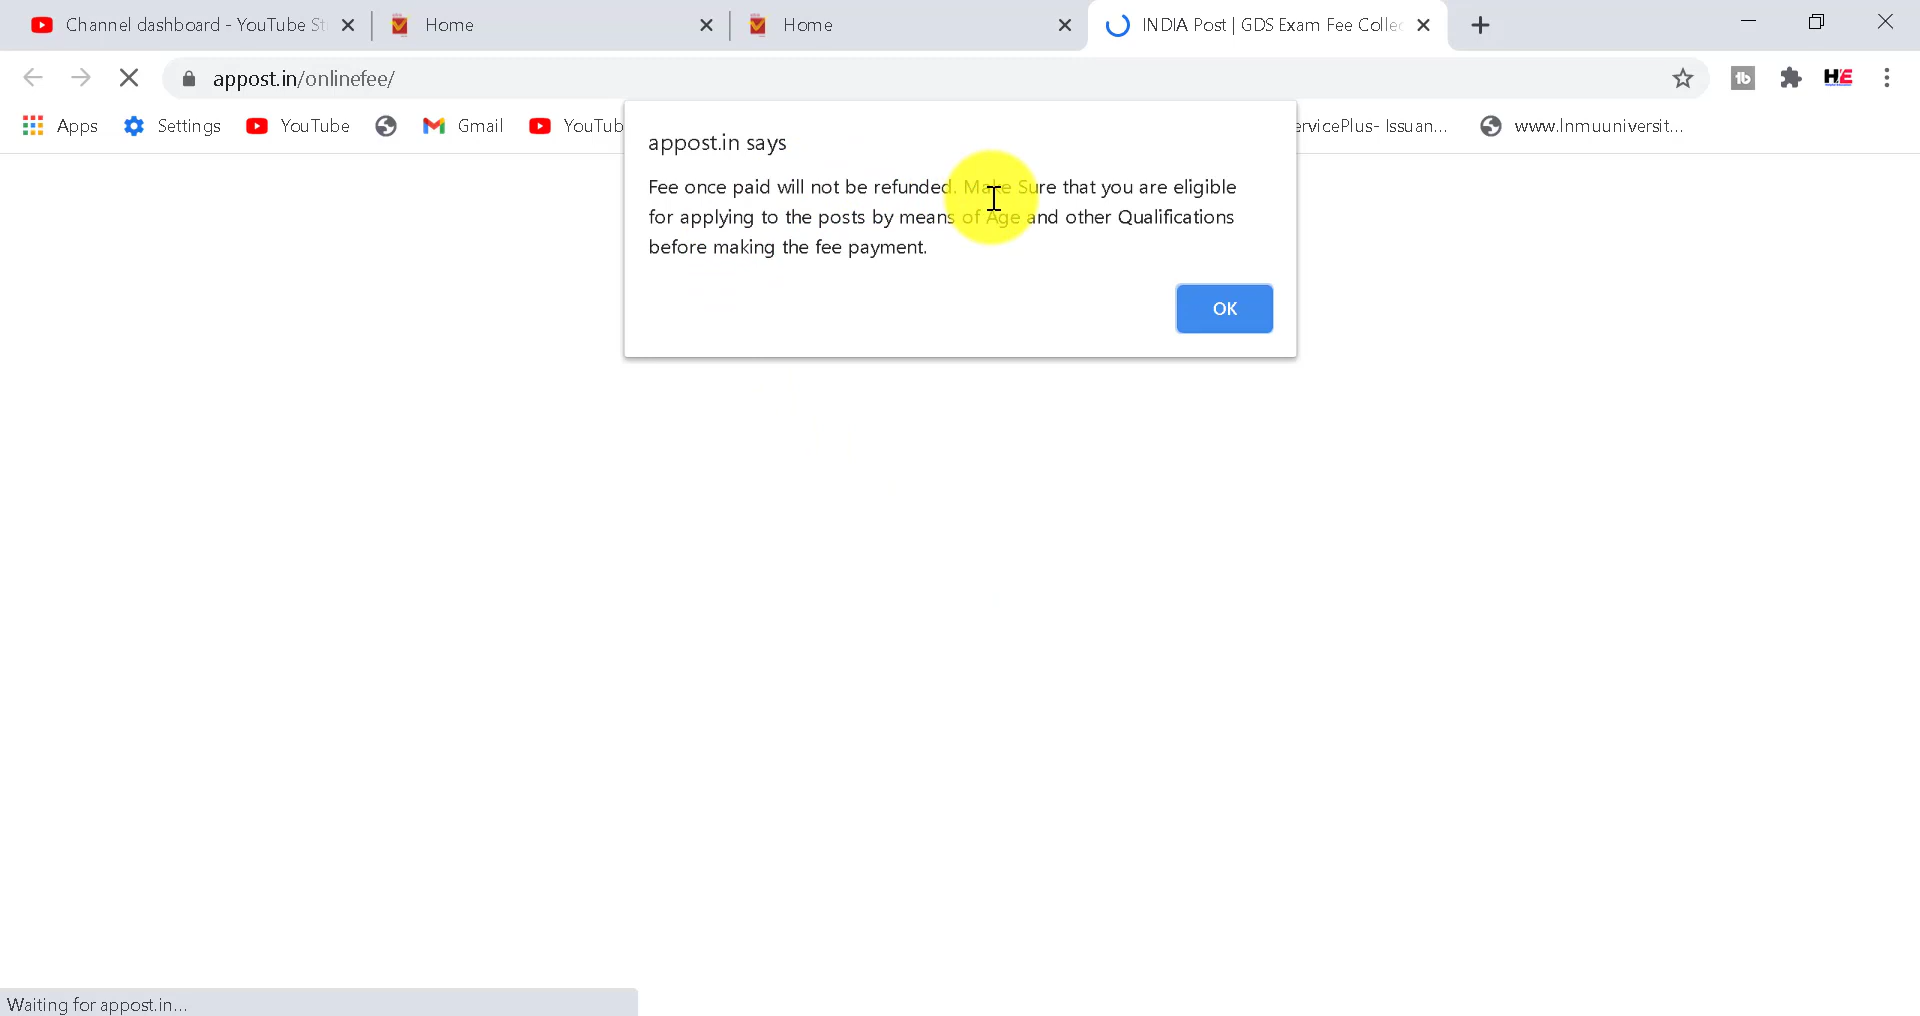 Channel dashboard - YouTube St
Home
Home
INDIA Post | GDS Exam Fee Collec
appost.in/onlinefee/
Apps
Settings
YouTube
Gmail
YouTub
ervicePlus- Issuan...
www.lnmuuniversit...
appost.in says
Fee once paid will not be refunded. Make Sure that you are eligible
for applying to the posts by means of Age and other Qualifications
before making the fee payment.
OK
Waiting for appost.in...